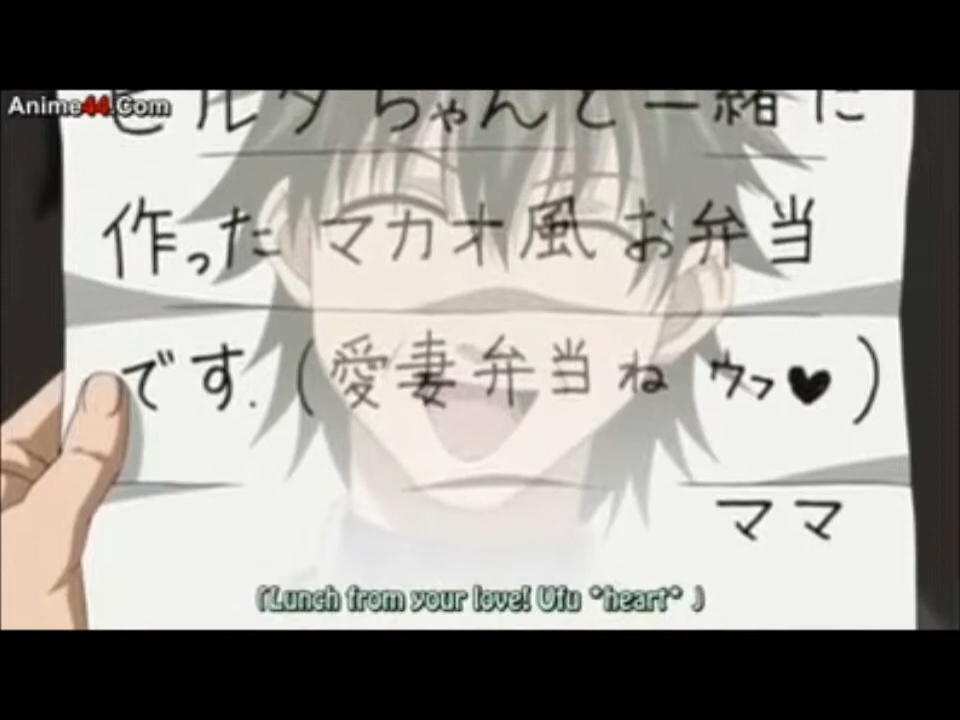 Anime44.Com
ヒルダちゃんと一緒に
作ったマカオ風お弁当
です.(愛妻弁当ねウフ♥)
ママ
(Lunch from your love! Ufu *heart* )